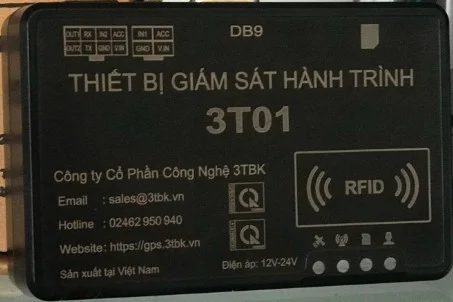 DB9
OUT1 RX IN2 ACC
OUT2 TX GND V.IN
IN1 ACC
GND V.IN
THIẾT BỊ GIÁM SÁT HÀNH TRÌNH
3T01
Công ty Cổ Phần Công Nghệ 3TBK
Email : sales@3tbk.vn
Hotline : 02462 950 940
Website: https://gps.3tbk.vn
Sản xuất tại Việt Nam
Điện áp: 12V-24V
RFID